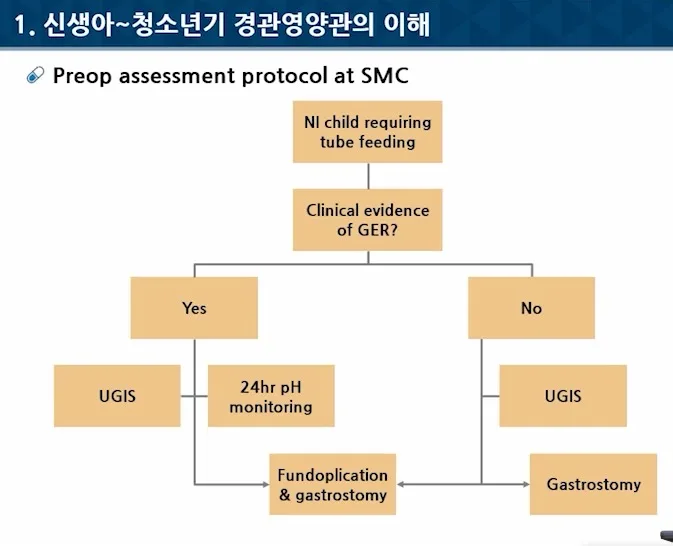 1. 신생아~청소년기 경관영양관의 이해
Preop assessment protocol at SMC
NI child requiring
tube feeding
Clinical evidence
of GER?
Yes
No
UGIS
24hr pH
monitoring
UGIS
Fundoplication
& gastrostomy
Gastrostomy